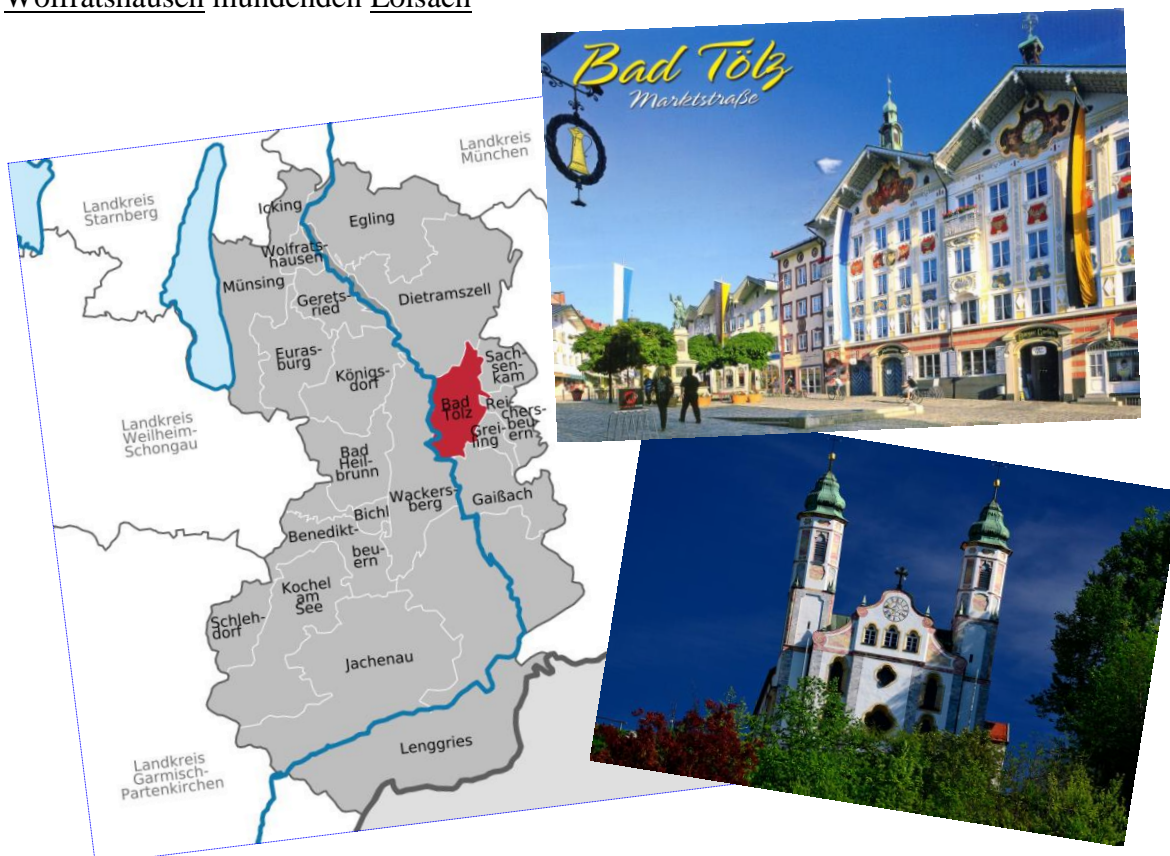 Wolfratshausen mündenden Loisach
Bad Tölz
Marktstraße
Landkreis
München
Landkreis
Starnberg
Icking
Egling
Wolfrats-
hausen
Münsing
Gerets-
ried
Dietramszell
Euras-
burg
Königs-
dorf
Sach-
sen-
kam
Bad
Tölz
Rei-
chers-
beu-
ern
Grei-
ling
Landkreis
Weilheim-
Schongau
Bad
Heil-
brunn
Wackers-
berg
Gaißach
Bichl
Benedikt-
beu-
ern
Kochel
am
See
Schleh-
dorf
Jachenau
Lenggries
Landkreis
Garmisch-
Partenkirchen